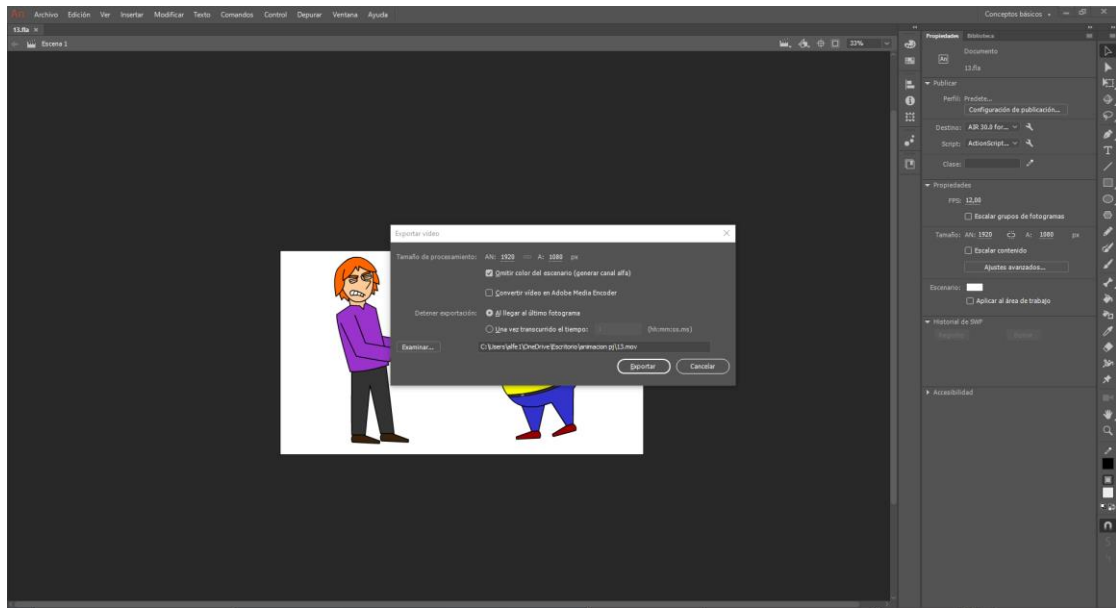 An Archivo Edición Ver Insertar Modificar Texto Comandos Control Depurar Ventana Ayuda Conceptos básicos
13.fla ×
Escena 1 33%
Propiedades Biblioteca
Documento
An
13.fla
Publicar
Perfil: Predete...
Configuración de publicación...
Destino: AIR 30.0 for...
Script: ActionScript...
Clase:
Propiedades
FPS: 12,00
Escalar grupos de fotogramas
Tamaño: AN: 1920 A: 1080 px
Escalar contenido
Ajustes avanzados...
Escenario:
Aplicar al área de trabajo
Historial de SWF
Accesibilidad
Exportar vídeo
Tamaño de procesamiento: AN: 1920 A: 1080 px
Omitir color del escenario (generar canal alfa)
Convertir vídeo en Adobe Media Encoder
Detener exportación: Al llegar al último fotograma
Una vez transcurrido el tiempo: (hh:mm:ss.ms)
Examinar... C:\Users\alfe1\OneDrive\Escritorio\animacion pj\13.mov
Exportar Cancelar